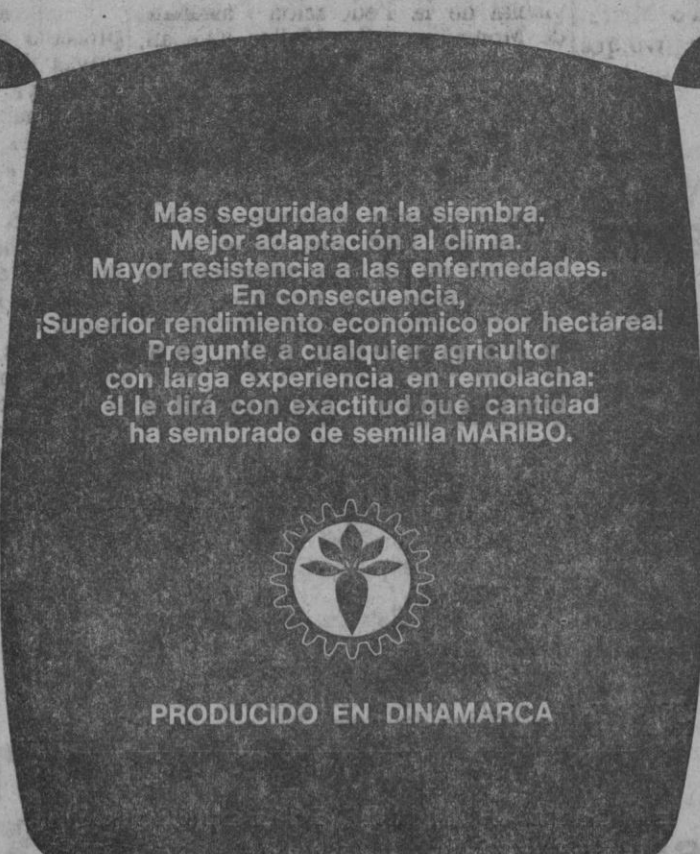 Más seguridad en la siembra.
Mejor adaptación al clima.
Mayor resistencia a las enfermedades.
En consecuencia,
¡Superior rendimiento económico por hectárea!
Pregunte a cualquier agricultor
con larga experiencia en remolacha:
él le dirá con exactitud qué cantidad
ha sembrado de semilla MARIBO.
PRODUCIDO EN DINAMARCA